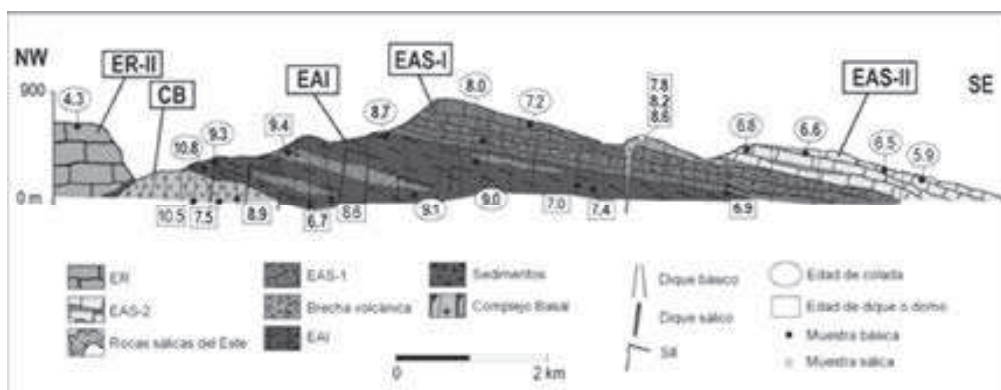 NW
SE
900
0 m
ER-II
CB
EAI
EAS-I
EAS-II
4.3
10.8
9.3
9.4
8.7
8.0
7.2
7.8
8.2
8.6
6.8
6.6
6.5
5.9
10.5
7.5
8.9
6.7
8.6
9.1
9.0
7.0
7.4
6.9
ER
EAS-2
Rocas sálicas del Este
EAS-1
Brecha volcánica
EAI
Sedimentos
Complejo Basal
Dique básico
Dique sálico
Sill
Edad de colada
Edad de dique o domo
Muestra básica
Muestra sálica
0
2 km